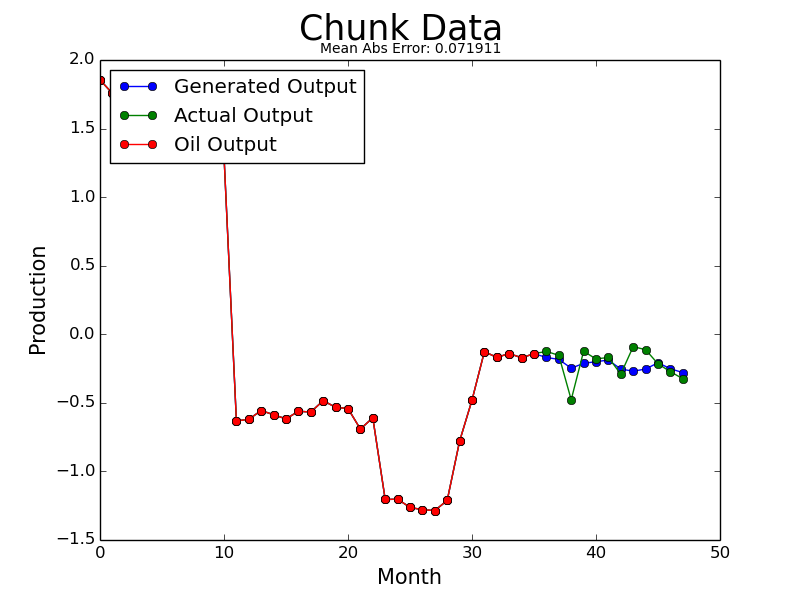 Chunk Data
Mean Abs Error: 0.071911
Generated Output
Actual Output
Oil Output
2.0
1.5
1.0
0.5
0.0
−0.5
−1.0
−1.5
Production
0 10 20 30 40 50
Month